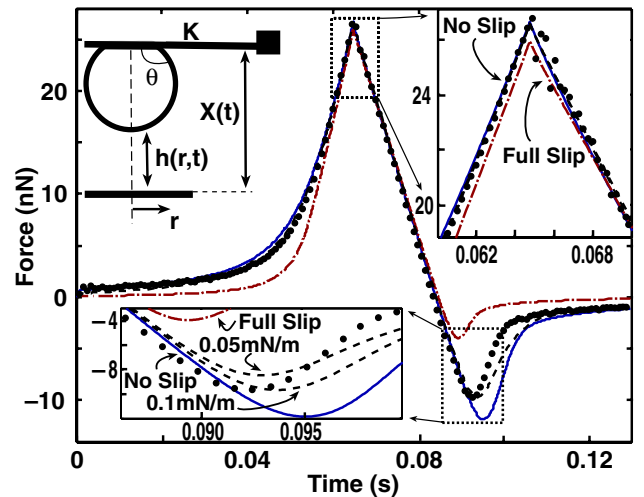 K
θ
X(t)
h(r,t)
r
No Slip
Full Slip
24
20
0.062
0.068
20
10
0
−10
Force (nN)
−4
−8
Full Slip
0.05mN/m
No Slip
0.1mN/m
0.090
0.095
0
0.04
0.08
0.12
Time (s)